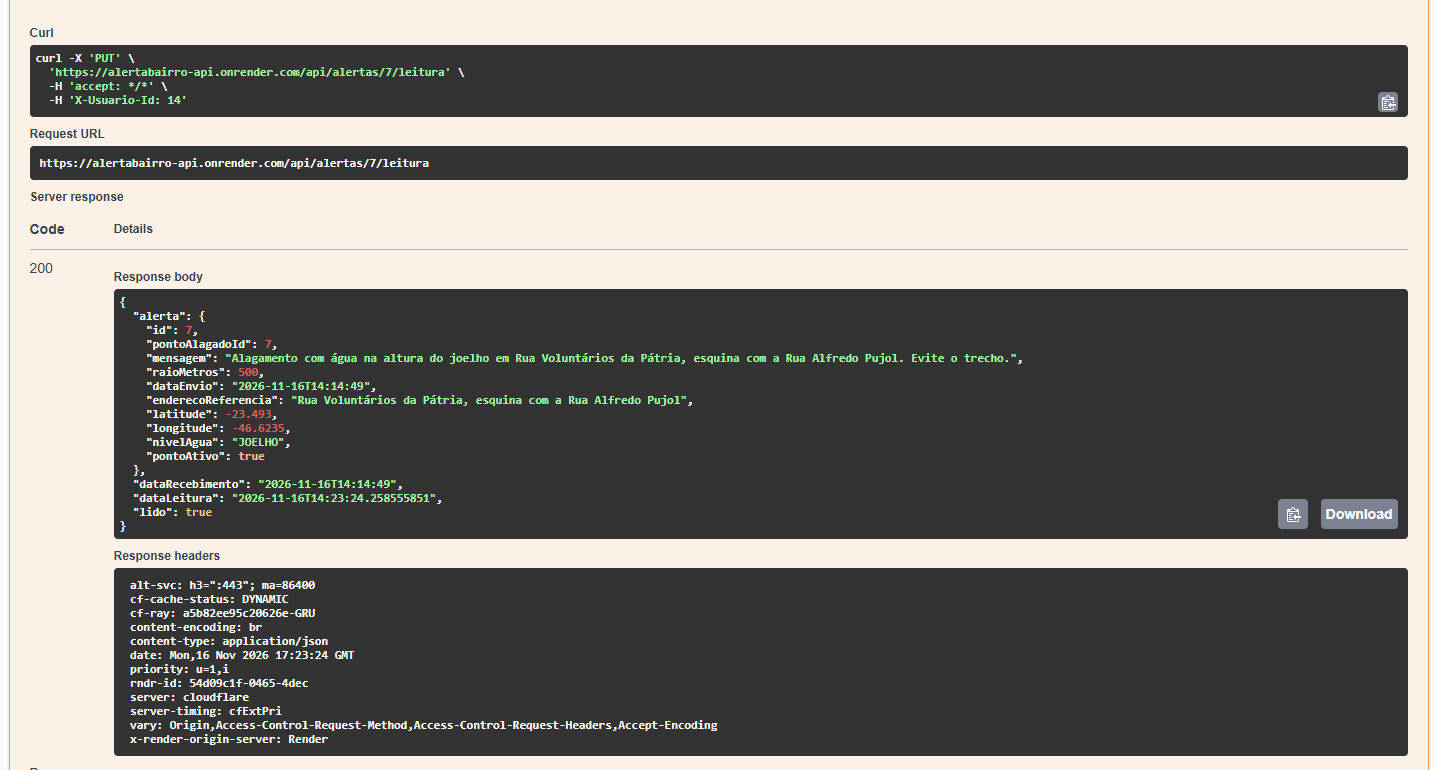 Curl
curl -X 'PUT' \
'https://alertabairro-api.onrender.com/api/alertas/7/leitura' \
-H 'accept: */*' \
-H 'X-Usuario-Id: 14'
Request URL
https://alertabairro-api.onrender.com/api/alertas/7/leitura
Server response
Code Details
200
Response body
{
"alerta": {
"id": 7,
"pontoAlagadoId": 7,
"mensagem": "Alagamento com água na altura do joelho em Rua Voluntários da Pátria, esquina com a Rua Alfredo Pujol. Evite o trecho.",
"raioMetros": 500,
"dataEnvio": "2026-11-16T14:14:49",
"enderecoReferencia": "Rua Voluntários da Pátria, esquina com a Rua Alfredo Pujol",
"latitude": -23.493,
"longitude": -46.6235,
"nivelAgua": "JOELHO",
"pontoAtivo": true
},
"dataRecebimento": "2026-11-16T14:14:49",
"dataLeitura": "2026-11-16T14:23:24.258555851",
"lido": true
}
Download
Response headers
alt-svc: h3=":443"; ma=86400
cf-cache-status: DYNAMIC
cf-ray: a5b82ee95c20626e-GRU
content-encoding: br
content-type: application/json
date: Mon,16 Nov 2026 17:23:24 GMT
priority: u=1,i
rndr-id: 54d09c1f-0465-4dec
server: cloudflare
server-timing: cfExtPri
vary: Origin,Access-Control-Request-Method,Access-Control-Request-Headers,Accept-Encoding
x-render-origin-server: Render